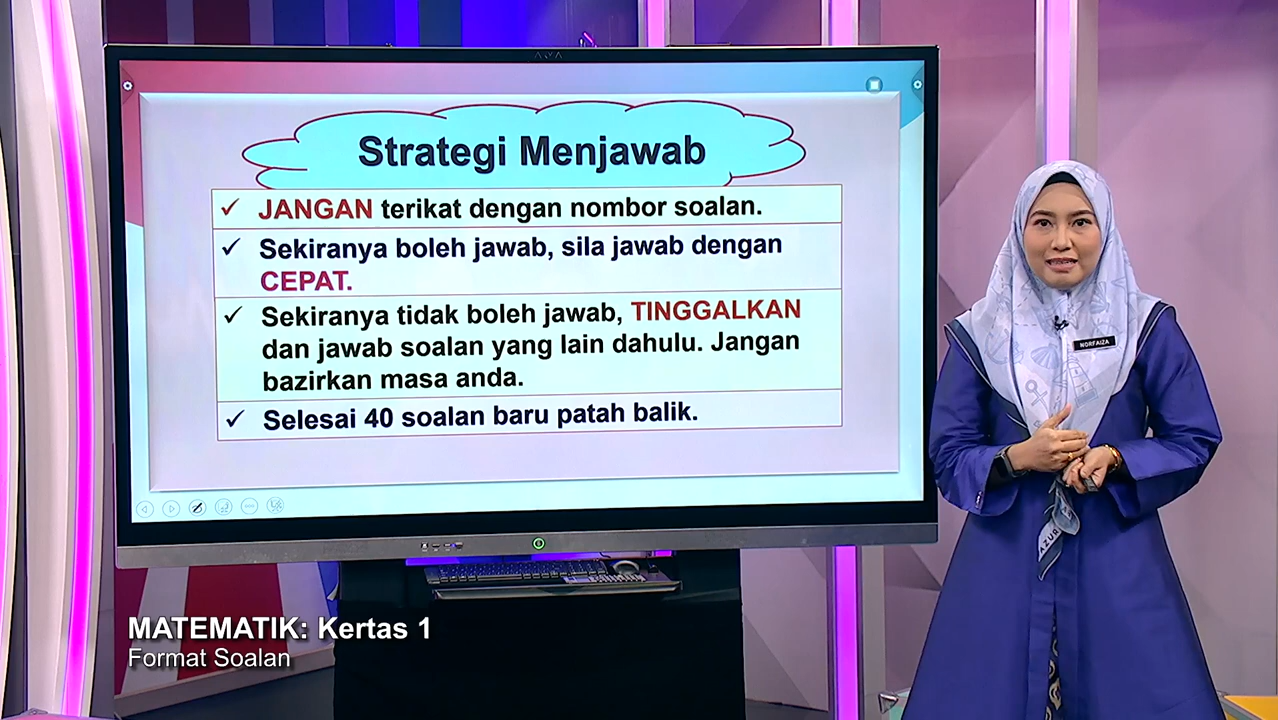 Strategi Menjawab
✓ JANGAN terikat dengan nombor soalan.
✓ Sekiranya boleh jawab, sila jawab dengan
CEPAT.
✓ Sekiranya tidak boleh jawab, TINGGALKAN
dan jawab soalan yang lain dahulu. Jangan
bazirkan masa anda.
✓ Selesai 40 soalan baru patah balik.
NORFAIZA
MATEMATIK: Kertas 1
Format Soalan